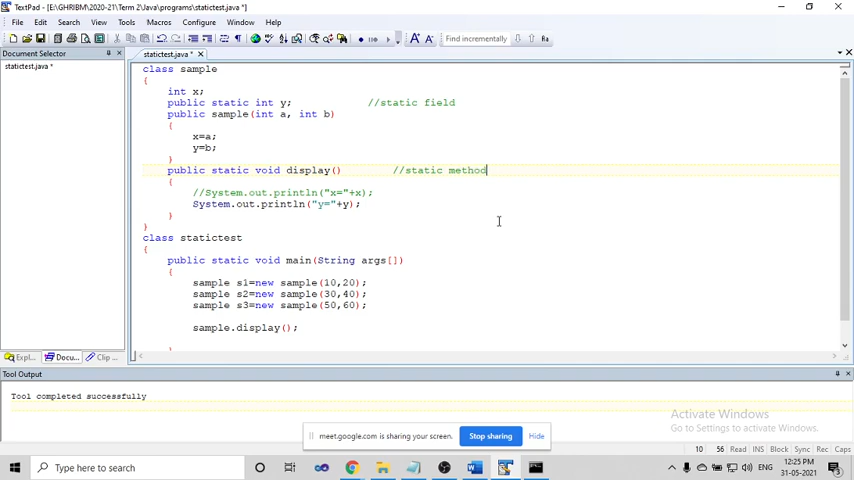 TextPad - [E:\GHRIBM\2020-21\Term 2\Java\programs\statictest.java *]
File Edit Search View Tools Macros Configure Window Help
Find incrementally
Document Selector
statictest.java *
statictest.java *
class sample
{
int x;
public static int y; //static field
public sample(int a, int b)
{
x=a;
y=b;
}
public static void display() //static method
{
//System.out.println("x="+x);
System.out.println("y="+y);
}
}
class statictest
{
public static void main(String args[])
{
sample s1=new sample(10,20);
sample s2=new sample(30,40);
sample s3=new sample(50,60);
sample.display();
}
Expl... Docu... Clip ...
Tool Output
Tool completed successfully
Activate Windows
Go to Settings to activate Windows.
meet.google.com is sharing your screen. Stop sharing Hide
10 56 Read INS Block Sync Rec Caps
Type here to search
ENG
12:25 PM
31-05-2021
3